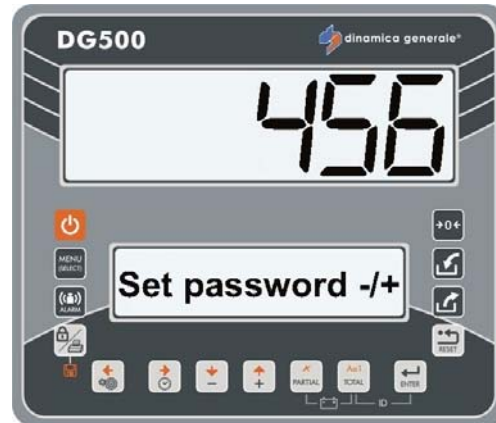 DG500
dinamica generale®
456
→0←
MENU
(SELECT)
ALARM
Set password -/+
RESET
-
+
PARTIAL
TOTAL
ENTER
ID